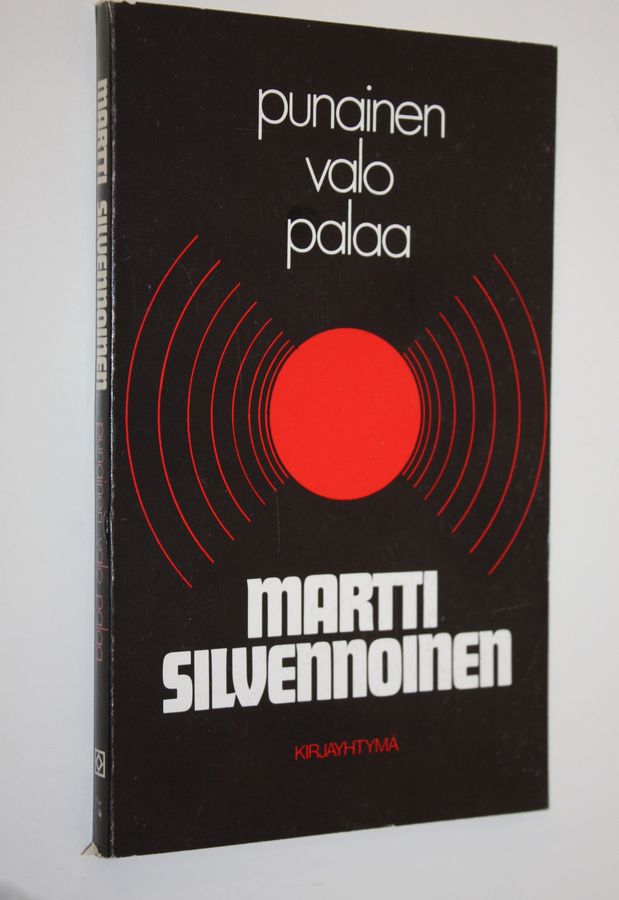 punainen
valo
palaa
MARTTI
SILVENNOINEN
KIRJAYHTYMÄ
MARTTI SILVENNOINEN punainen valo palaa